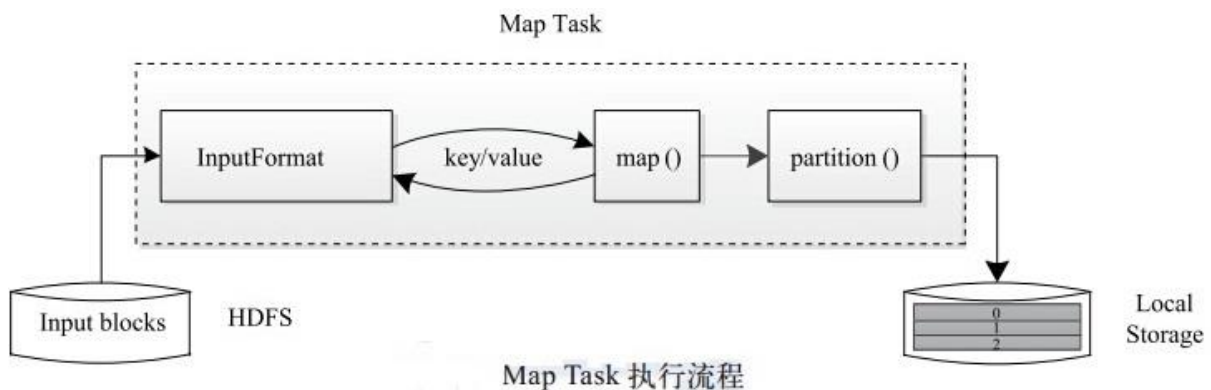 Map Task
InputFormat
key/value
map ()
partition ()
Input blocks
HDFS
0
1
2
Local
Storage
Map Task 执行流程